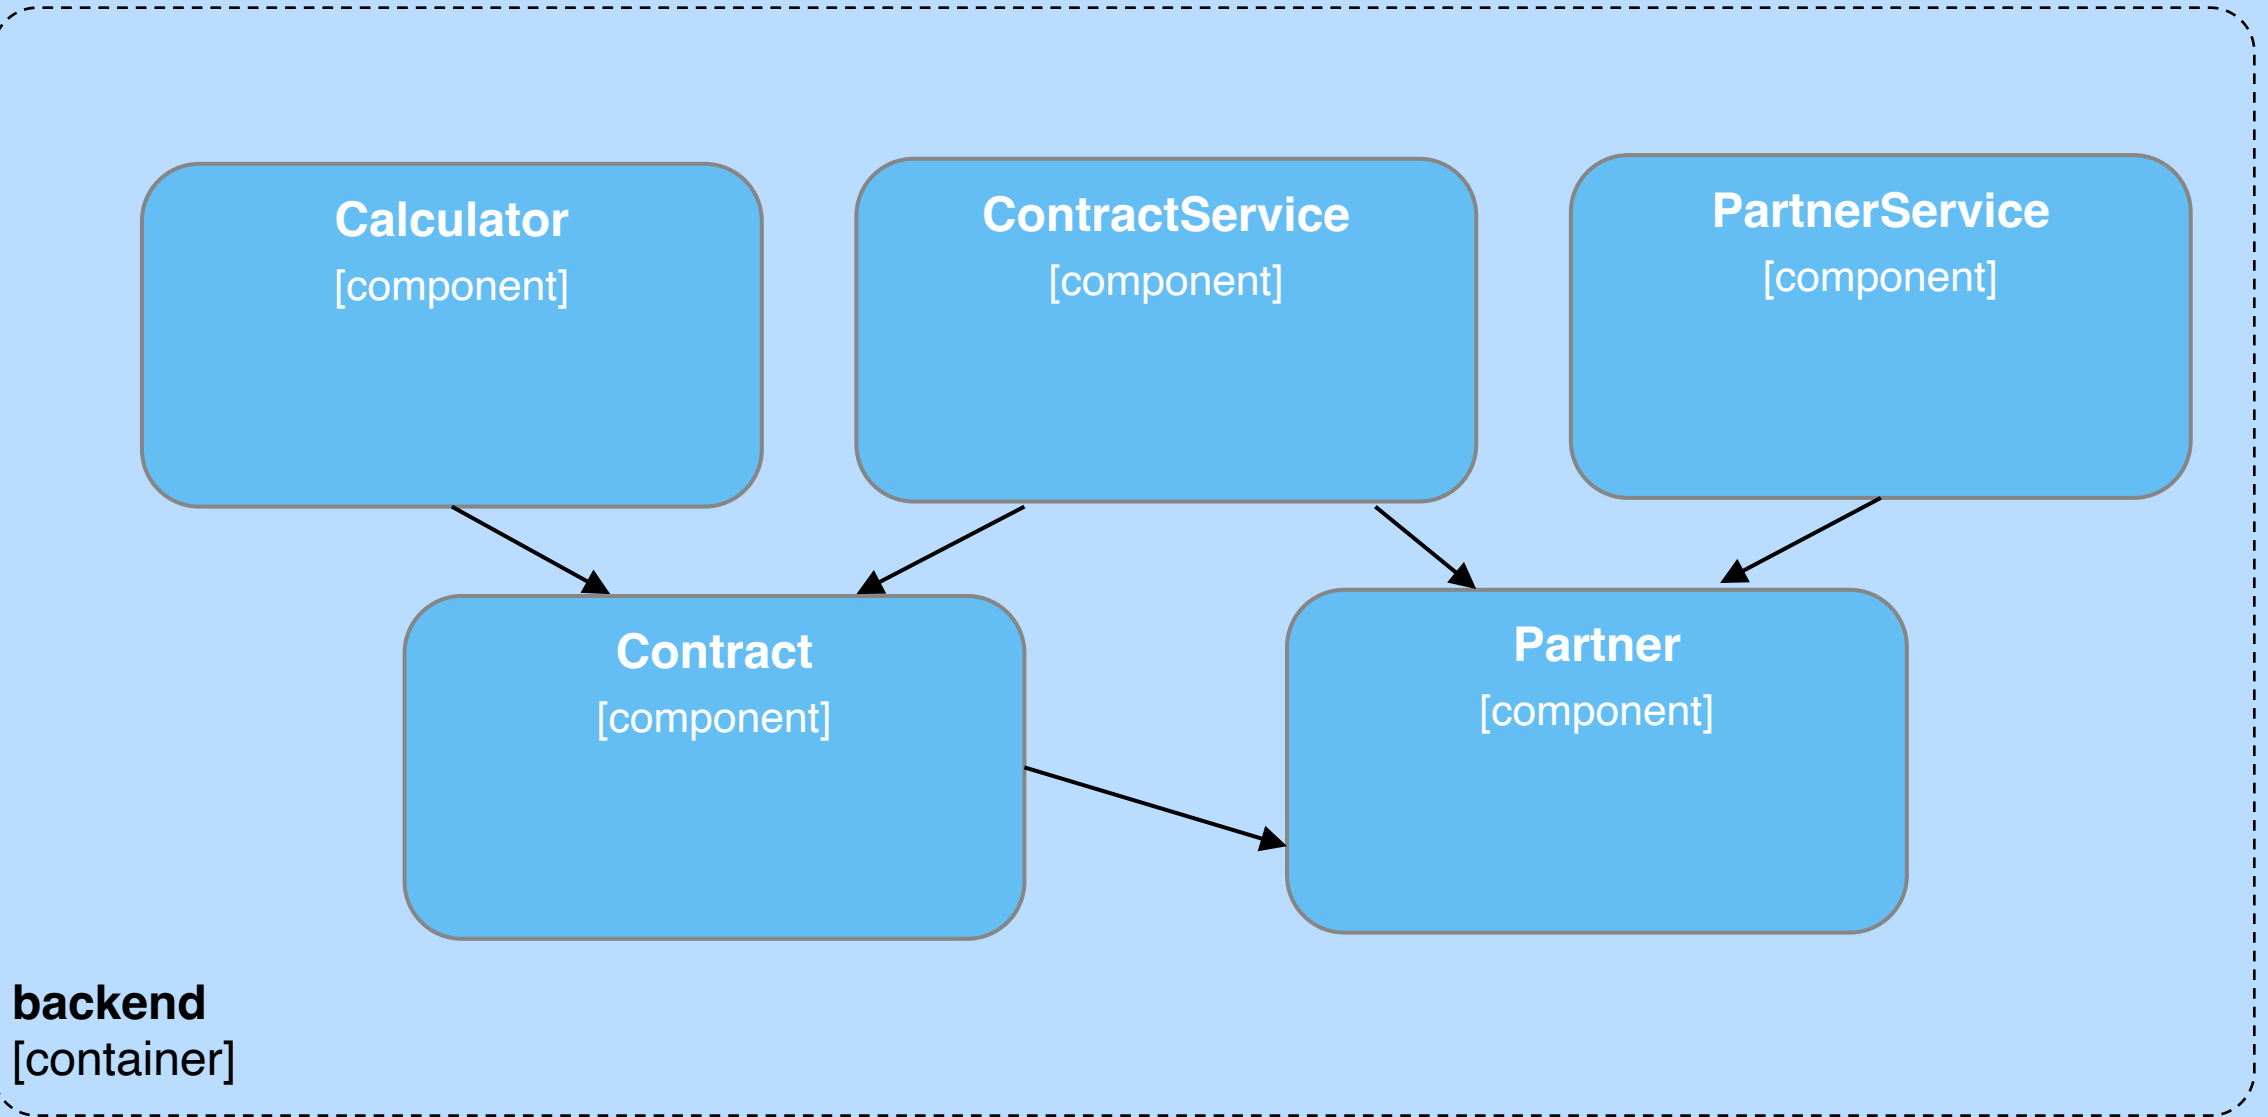 Calculator
[component]
ContractService
[component]
PartnerService
[component]
Contract
[component]
Partner
[component]
backend
[container]